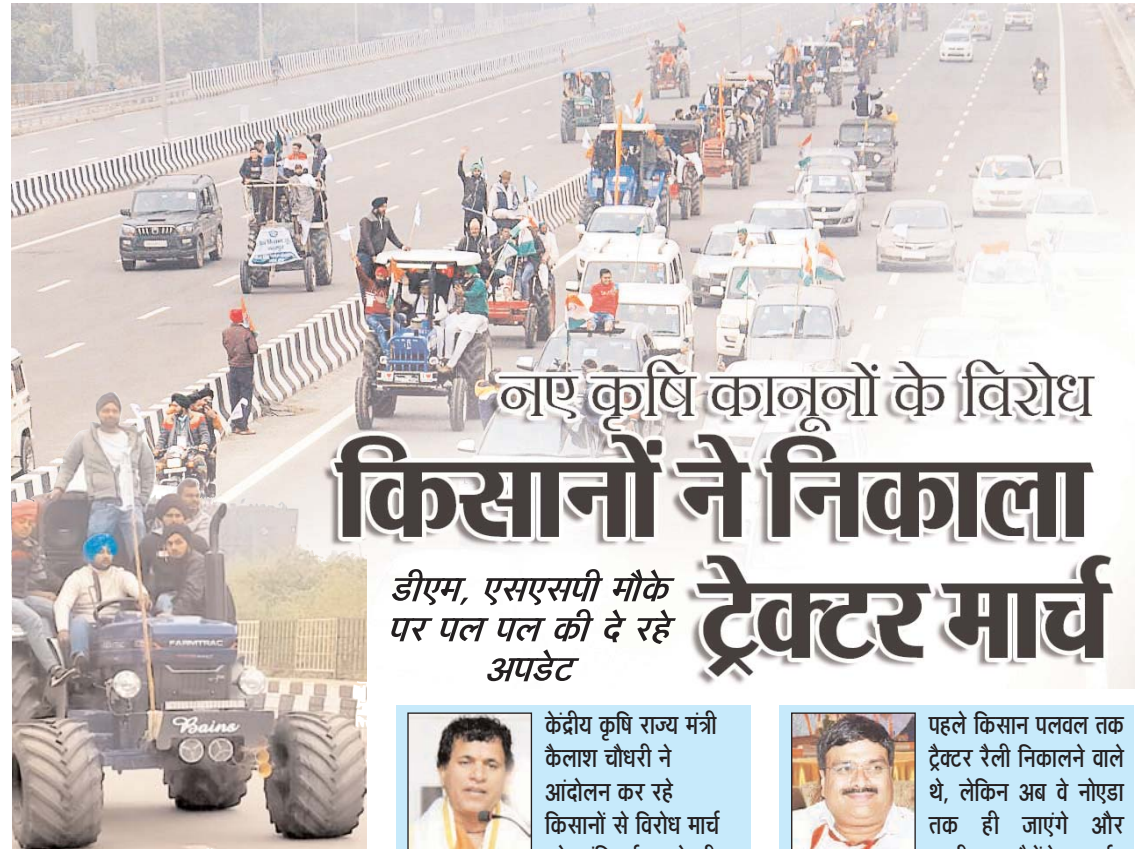 नए कृषि कानूनों के विरोध
किसानों ने निकाला
ट्रेक्टर मार्च
डीएम, एसएसपी मौके
पर पल पल की दे रहे
अपडेट
FARMTRAC
Bains
केंद्रीय कृषि राज्य मंत्री
कैलाश चौधरी ने
आंदोलन कर रहे
किसानों से विरोध मार्च
पहले किसान पलवल तक
ट्रैक्टर रैली निकालने वाले
थे, लेकिन अब वे नोएडा
तक ही जाएंगे और